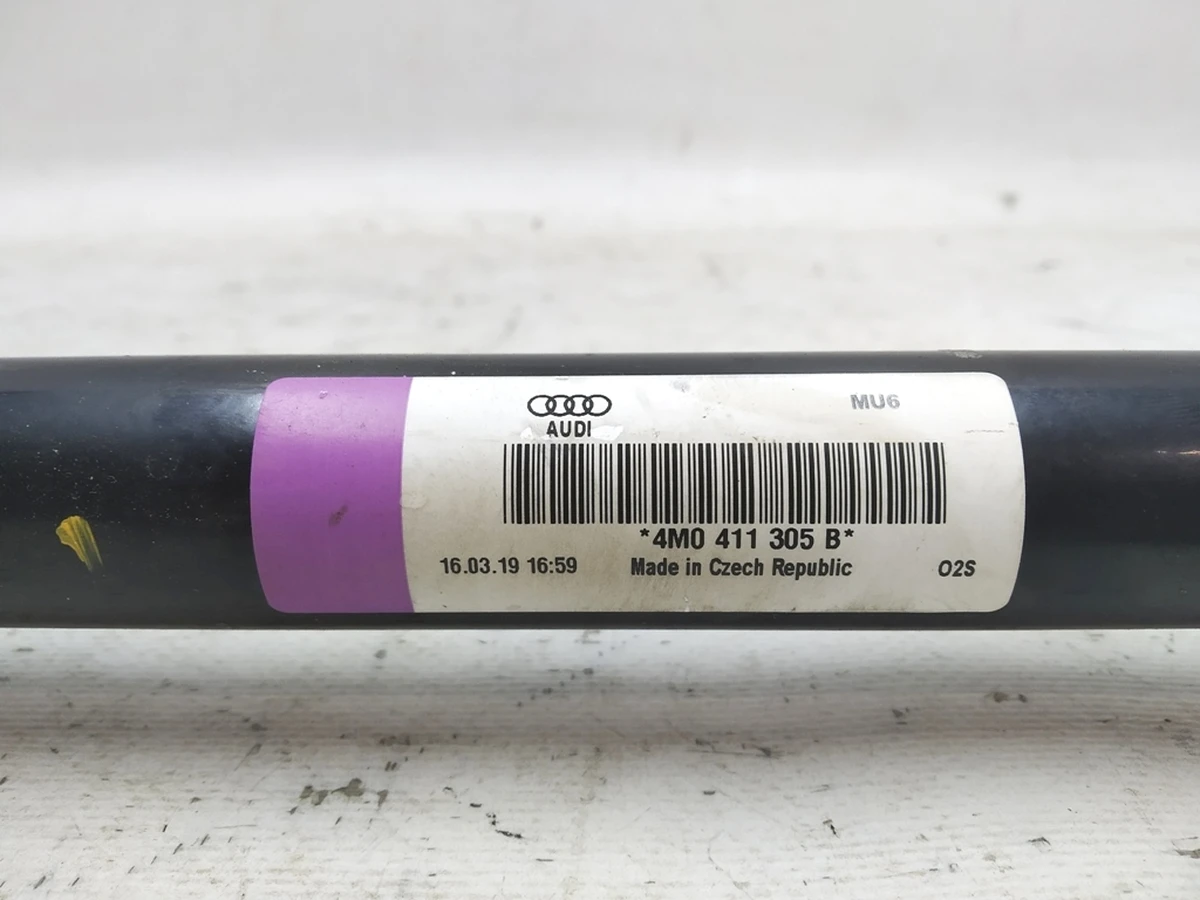 MU6
AUDI
*4M0 411 305 B*
16.03.19 16:59 Made in Czech Republic O2S